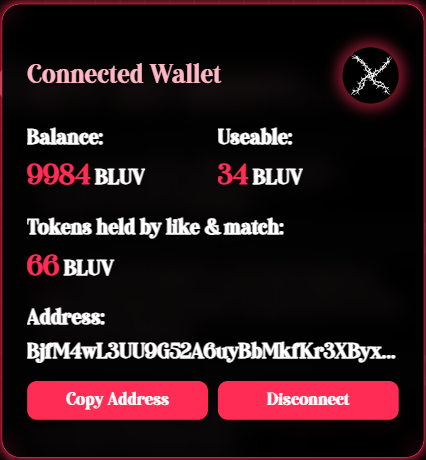 Connected Wallet
Balance: Useable:
9984 BLUV 34 BLUV
Tokens held by like & match:
66 BLUV
Address:
BjfM4wL3UU9G52A6uyBbMkfKr3XByx...
Copy Address Disconnect